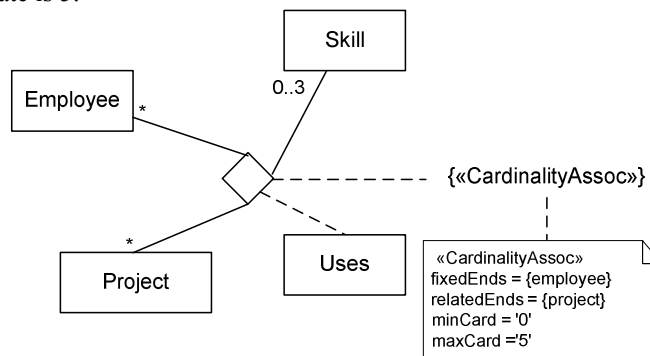 Skill
0..3
Employee
*
{«CardinalityAssoc»}
*
Project
Uses
«CardinalityAssoc»
fixedEnds = {employee}
relatedEnds = {project}
minCard = '0'
maxCard ='5'